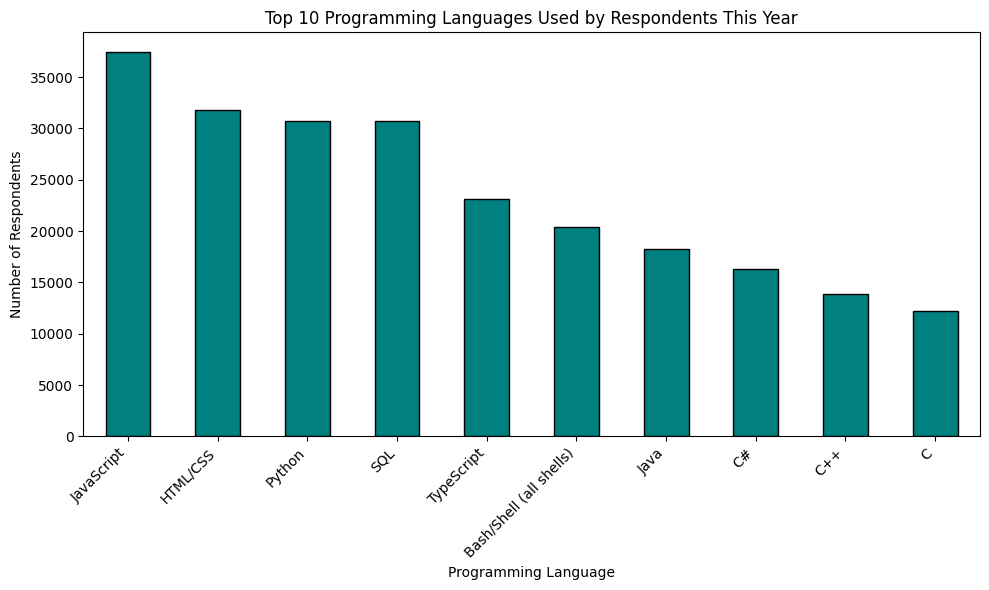 Top 10 Programming Languages Used by Respondents This Year
Number of Respondents
35000
30000
25000
20000
15000
10000
5000
0
JavaScript
HTML/CSS
Python
SQL
TypeScript
Bash/Shell (all shells)
Java
C#
C++
C
Programming Language